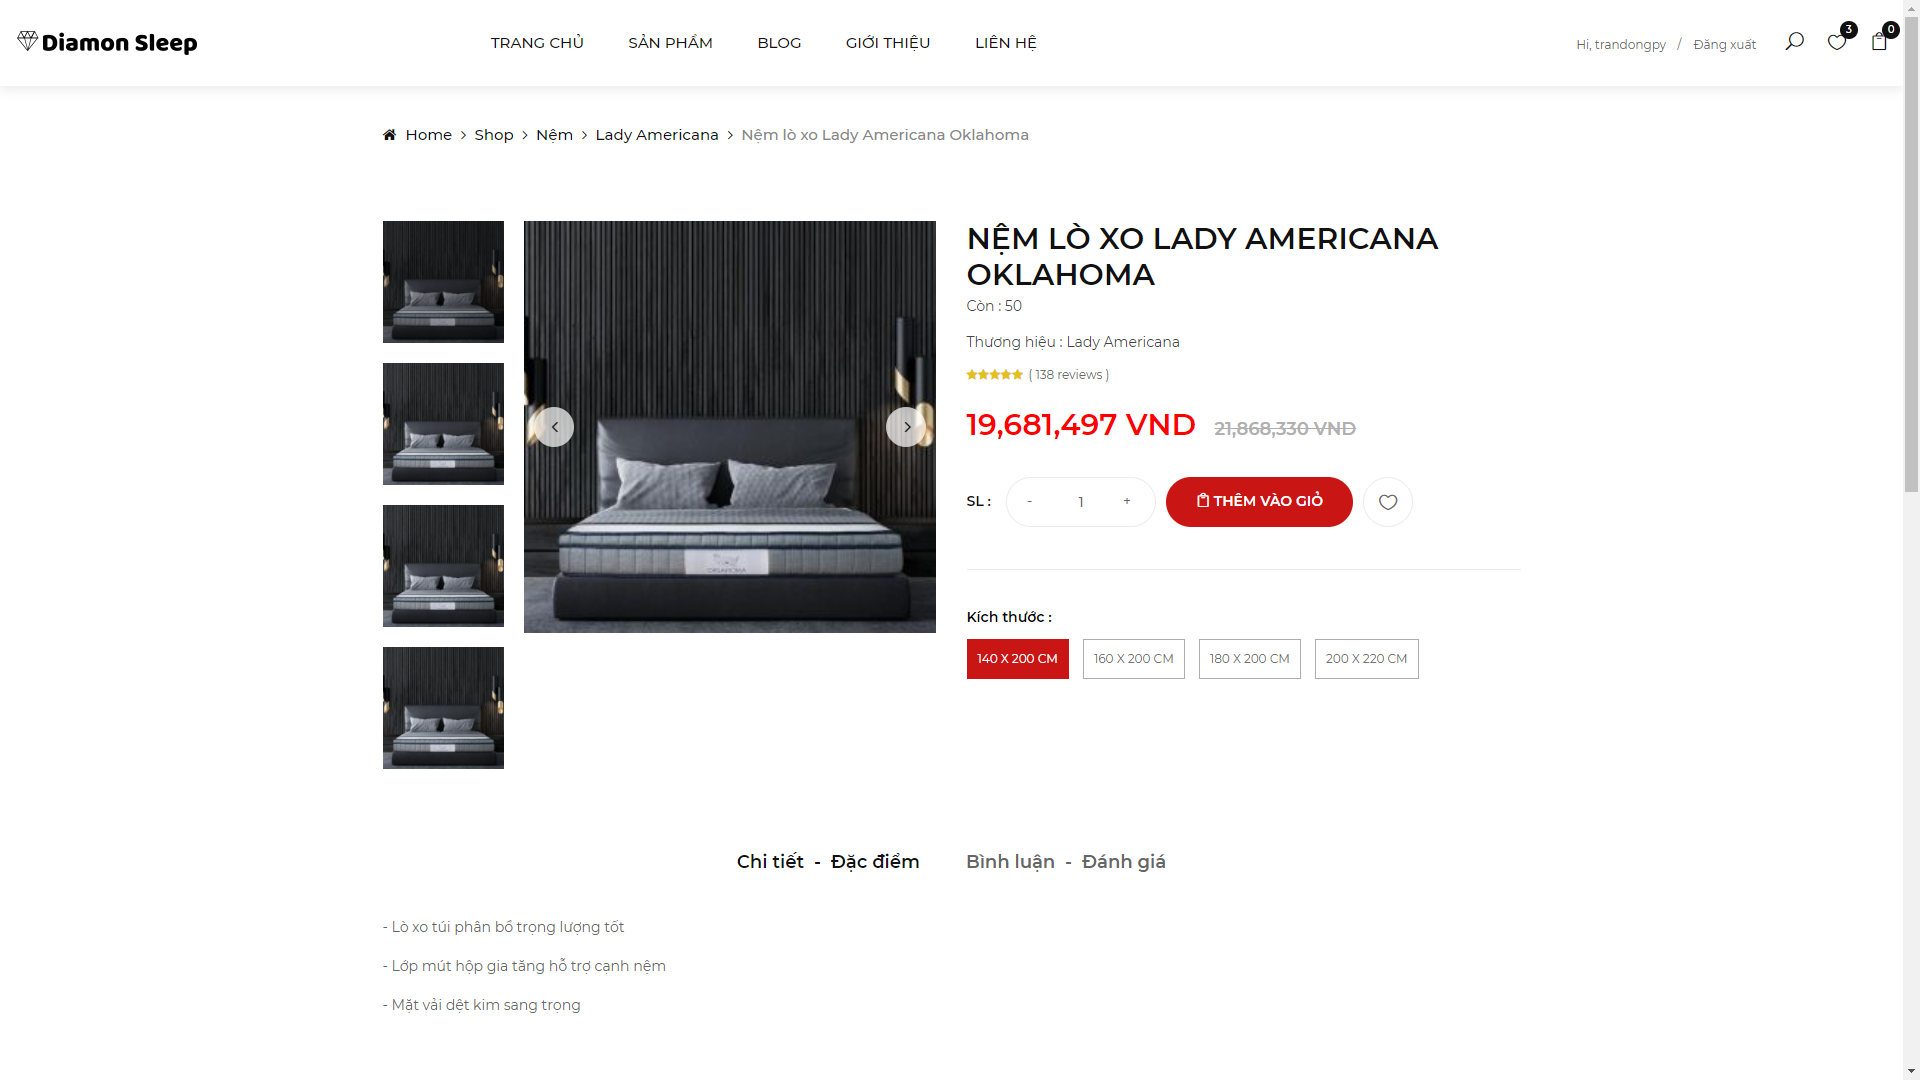 Diamon Sleep
TRANG CHỦ SẢN PHẨM BLOG GIỚI THIỆU LIÊN HỆ
Hi, trandongpy / Đăng xuất
3
0
Home > Shop > Nệm > Lady Americana > Nệm lò xo Lady Americana Oklahoma
NỆM LÒ XO LADY AMERICANA
OKLAHOMA
Còn : 50
Thương hiệu : Lady Americana
( 138 reviews )
19,681,497 VND 21,868,330 VND
SL : - 1 + THÊM VÀO GIỎ
Kích thước :
140 X 200 CM 160 X 200 CM 180 X 200 CM 200 X 220 CM
Chi tiết - Đặc điểm Bình luận - Đánh giá
- Lò xo túi phân bổ trọng lượng tốt
- Lớp mút hộp gia tăng hỗ trợ cạnh nệm
- Mặt vải dệt kim sang trọng